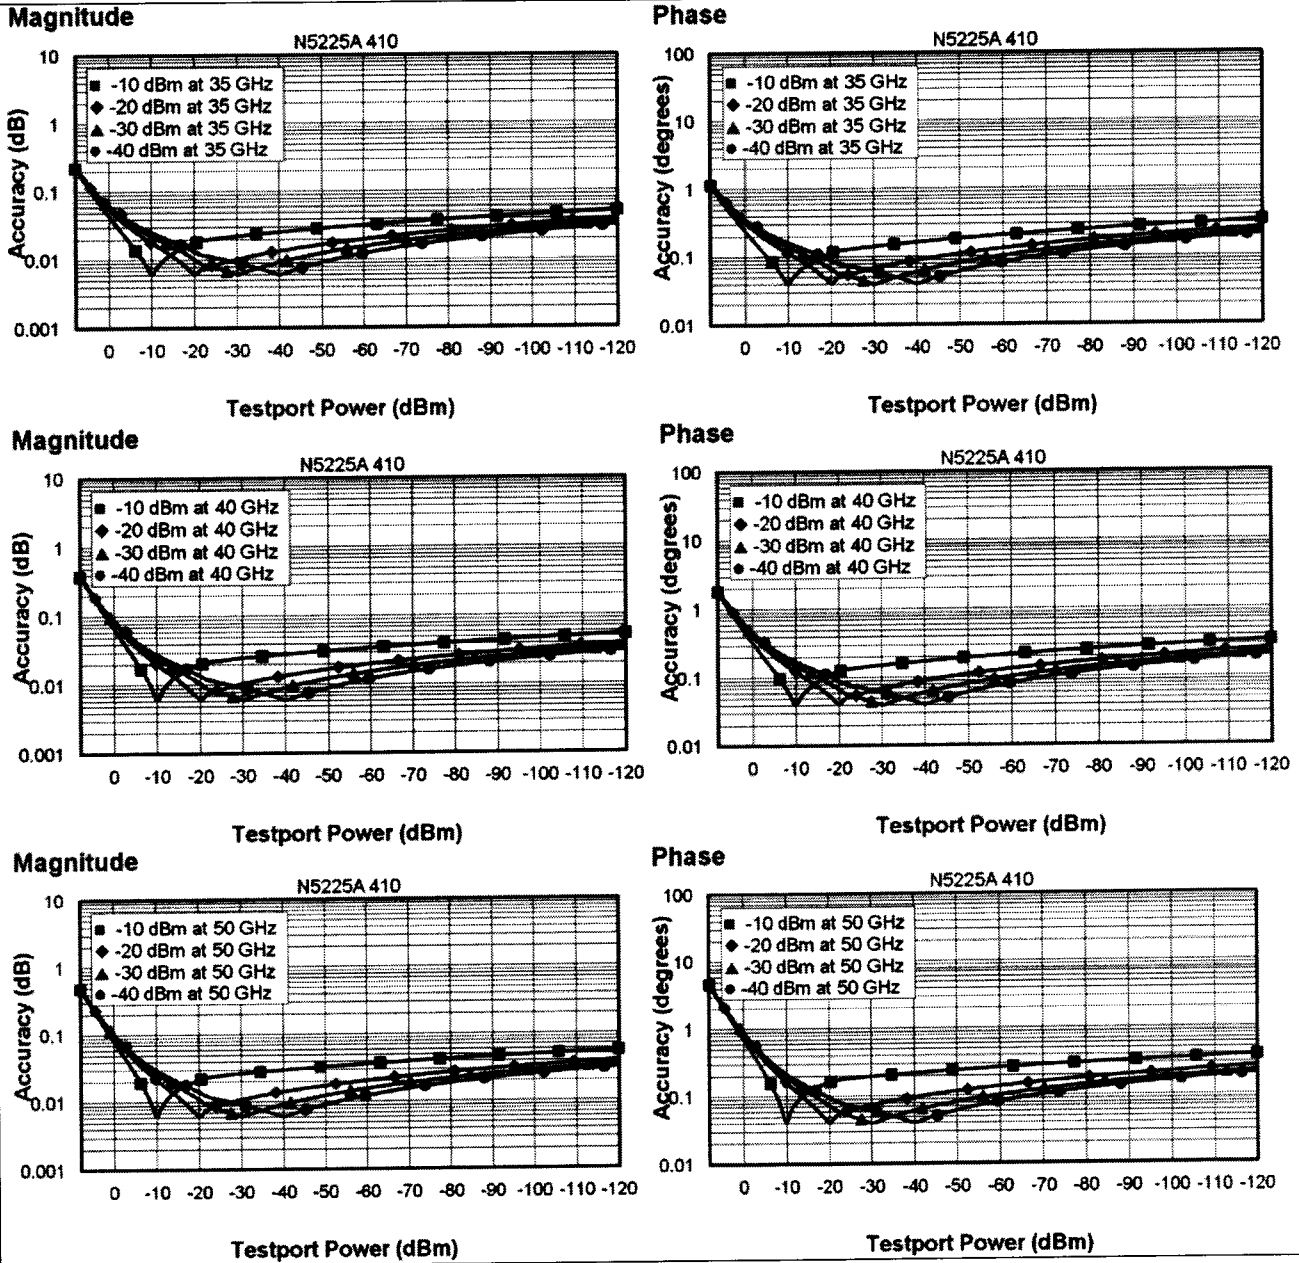 Magnitude
N5225A 410
Accuracy (dB)
10
1
0.1
0.01
0.001
-10 dBm at 35 GHz
-20 dBm at 35 GHz
-30 dBm at 35 GHz
-40 dBm at 35 GHz
0 -10 -20 -30 -40 -50 -60 -70 -80 -90 -100 -110 -120
Testport Power (dBm)
Phase
N5225A 410
Accuracy (degrees)
100
10
1
0.1
0.01
-10 dBm at 35 GHz
-20 dBm at 35 GHz
-30 dBm at 35 GHz
-40 dBm at 35 GHz
0 -10 -20 -30 -40 -50 -60 -70 -80 -90 -100 -110 -120
Testport Power (dBm)
Magnitude
N5225A 410
Accuracy (dB)
10
1
0.1
0.01
0.001
-10 dBm at 40 GHz
-20 dBm at 40 GHz
-30 dBm at 40 GHz
-40 dBm at 40 GHz
0 -10 -20 -30 -40 -50 -60 -70 -80 -90 -100 -110 -120
Testport Power (dBm)
Phase
N5225A 410
Accuracy (degrees)
100
10
1
0.1
0.01
-10 dBm at 40 GHz
-20 dBm at 40 GHz
-30 dBm at 40 GHz
-40 dBm at 40 GHz
0 -10 -20 -30 -40 -50 -60 -70 -80 -90 -100 -110 -120
Testport Power (dBm)
Magnitude
N5225A 410
Accuracy (dB)
10
1
0.1
0.01
0.001
-10 dBm at 50 GHz
-20 dBm at 50 GHz
-30 dBm at 50 GHz
-40 dBm at 50 GHz
0 -10 -20 -30 -40 -50 -60 -70 -80 -90 -100 -110 -120
Testport Power (dBm)
Phase
N5225A 410
Accuracy (degrees)
100
10
1
0.1
0.01
-10 dBm at 50 GHz
-20 dBm at 50 GHz
-30 dBm at 50 GHz
-40 dBm at 50 GHz
0 -10 -20 -30 -40 -50 -60 -70 -80 -90 -100 -110 -120
Testport Power (dBm)